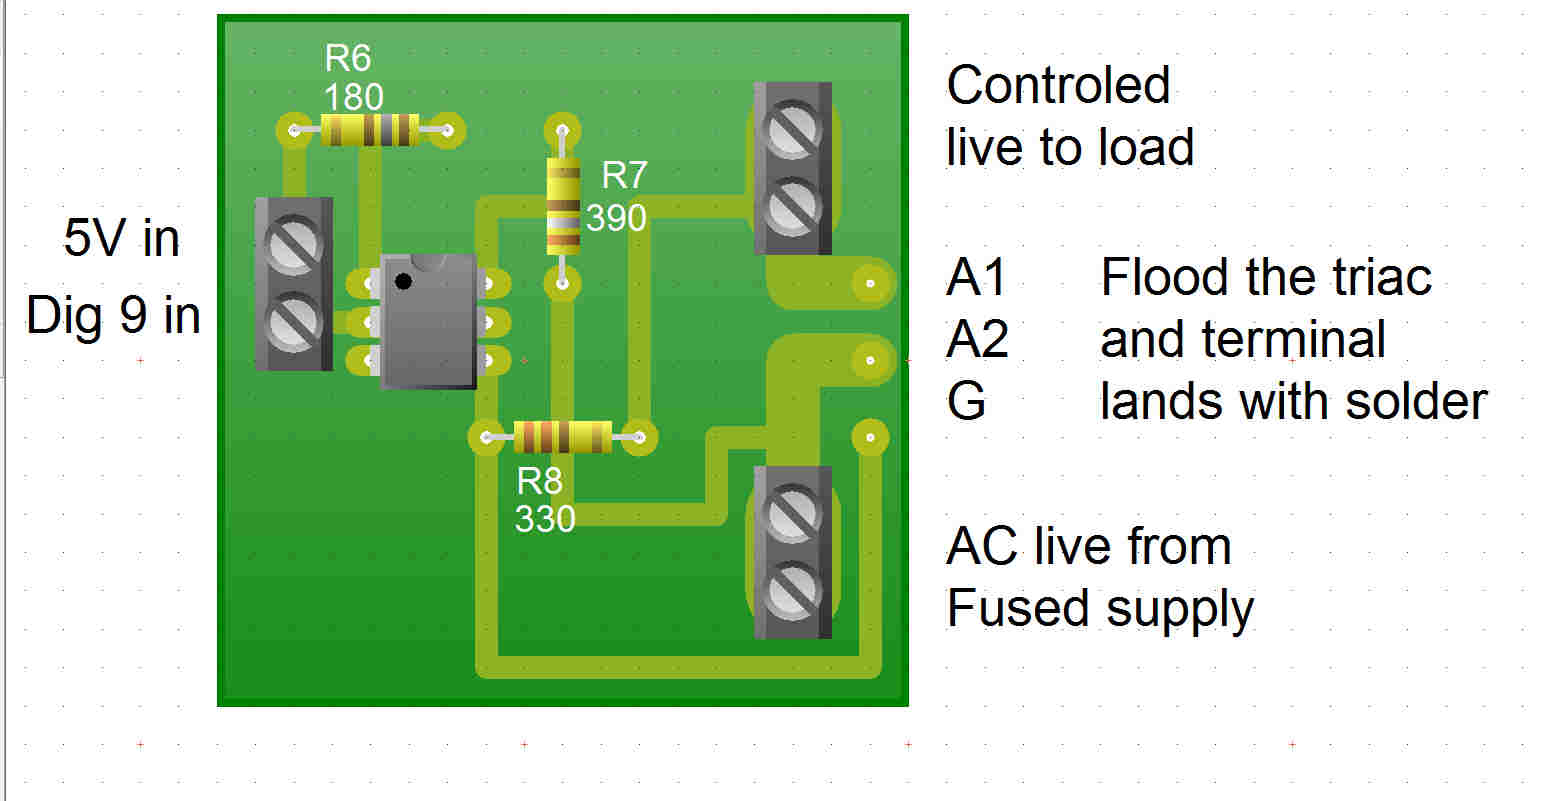 R6
180
R7
390
R8
330
5V in
Dig 9 in
Controled
live to load
A1 Flood the triac
A2 and terminal
G lands with solder
AC live from
Fused supply